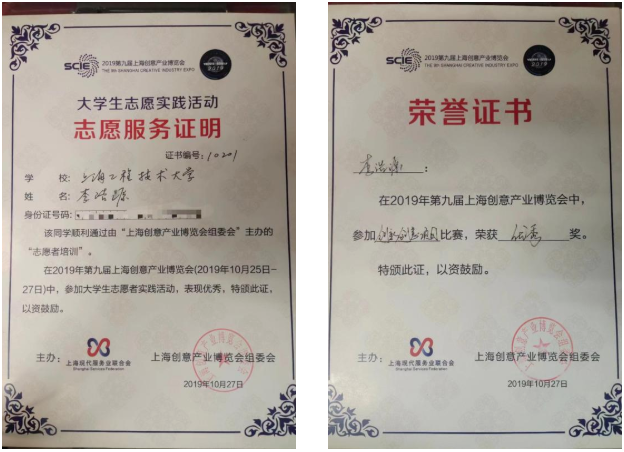 SCIE 2019第九届上海创意产业博览会
THE 9th SHANGHAI CREATIVE INDUSTRY EXPO
大学生志愿实践活动
志愿服务证明
证书编号：10201
学 校：上海工程技术大学
姓 名：李
身份证号码：
该同学顺利通过由“上海创意产业博览会组委会”主办的
“志愿者培训”。
在2019年第九届上海创意产业博览会(2019年10月25日-
27日)中，参加大学生志愿者实践活动，表现优秀，特颁此证，
以资鼓励。
主办：上海现代服务业联合会 上海创意产业博览会组委会
Shanghai Services Federation
2019年10月27日
SCIE 2019第九届上海创意产业博览会
THE 9th SHANGHAI CREATIVE INDUSTRY EXPO
荣誉证书
李：
在2019年第九届上海创意产业博览会中，
参加比赛，荣获 优秀 奖。
特颁此证，以资鼓励。
主办：上海现代服务业联合会 上海创意产业博览会组委会
Shanghai Services Federation
2019年10月27日